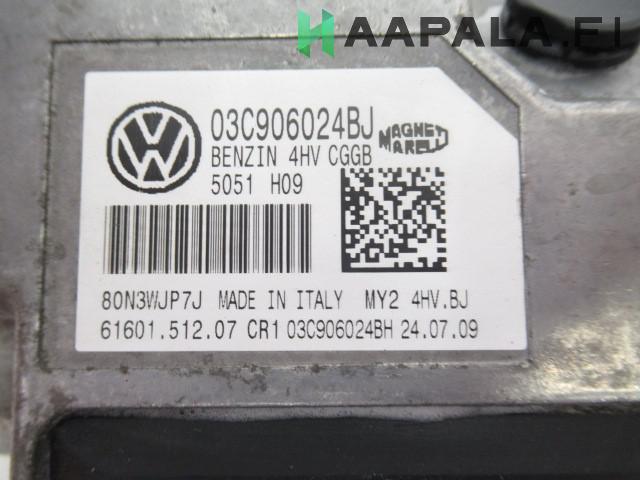 HAAPALA.FI
03C906024BJ
MAGNETI MARELLI
BENZIN 4HV CGGB
5051 H09
80N3WJP7J MADE IN ITALY MY2 4HV.BJ
61601.512.07 CR1 03C906024BH 24.07.09